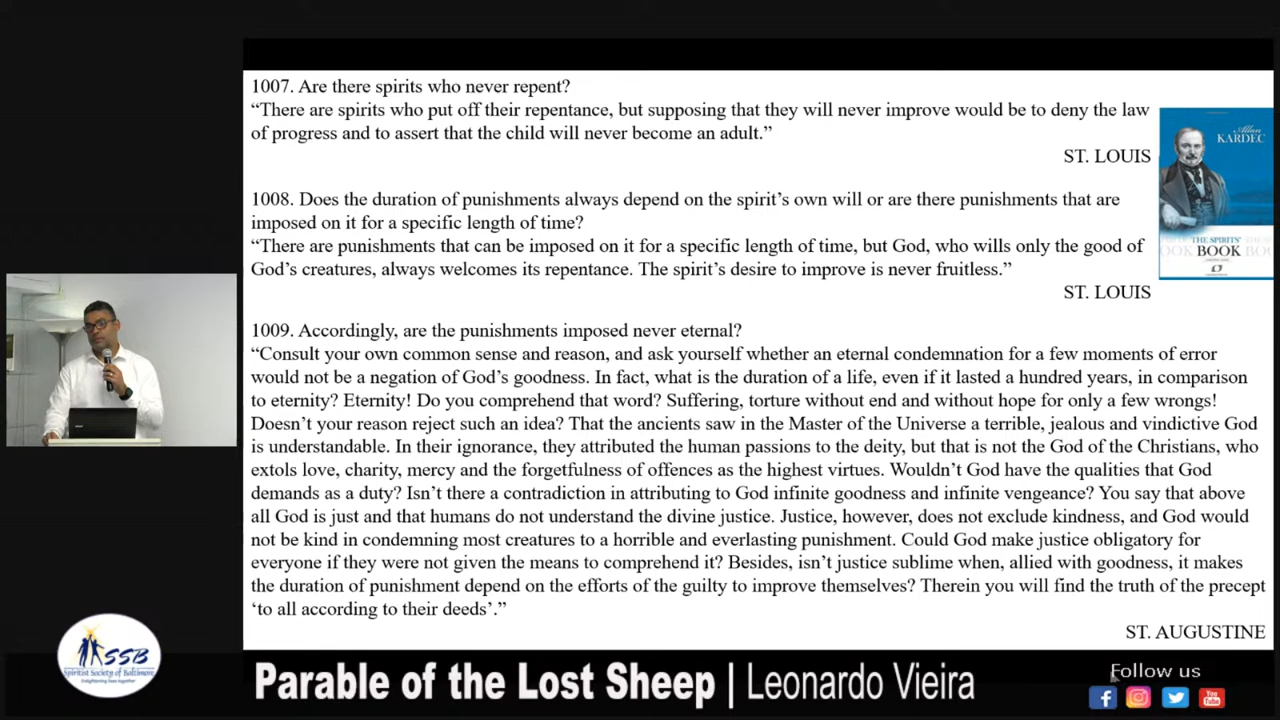 1007. Are there spirits who never repent?
“There are spirits who put off their repentance, but supposing that they will never improve would be to deny the law
of progress and to assert that the child will never become an adult.”
ST. LOUIS
1008. Does the duration of punishments always depend on the spirit’s own will or are there punishments that are
imposed on it for a specific length of time?
“There are punishments that can be imposed on it for a specific length of time, but God, who wills only the good of
God’s creatures, always welcomes its repentance. The spirit’s desire to improve is never fruitless.”
ST. LOUIS
Allan
KARDEC
THE SPIRITS'
BOOK
1009. Accordingly, are the punishments imposed never eternal?
“Consult your own common sense and reason, and ask yourself whether an eternal condemnation for a few moments of error
would not be a negation of God’s goodness. In fact, what is the duration of a life, even if it lasted a hundred years, in comparison
to eternity? Eternity! Do you comprehend that word? Suffering, torture without end and without hope for only a few wrongs!
Doesn’t your reason reject such an idea? That the ancients saw in the Master of the Universe a terrible, jealous and vindictive God
is understandable. In their ignorance, they attributed the human passions to the deity, but that is not the God of the Christians, who
extols love, charity, mercy and the forgetfulness of offences as the highest virtues. Wouldn’t God have the qualities that God
demands as a duty? Isn’t there a contradiction in attributing to God infinite goodness and infinite vengeance? You say that above
all God is just and that humans do not understand the divine justice. Justice, however, does not exclude kindness, and God would
not be kind in condemning most creatures to a horrible and everlasting punishment. Could God make justice obligatory for
everyone if they were not given the means to comprehend it? Besides, isn’t justice sublime when, allied with goodness, it makes
the duration of punishment depend on the efforts of the guilty to improve themselves? Therein you will find the truth of the precept
‘to all according to their deeds’.”
ST. AUGUSTINE
SSB
Spiritist Society of Baltimore
Parable of the Lost Sheep | Leonardo Vieira
Follow us
You
Tube